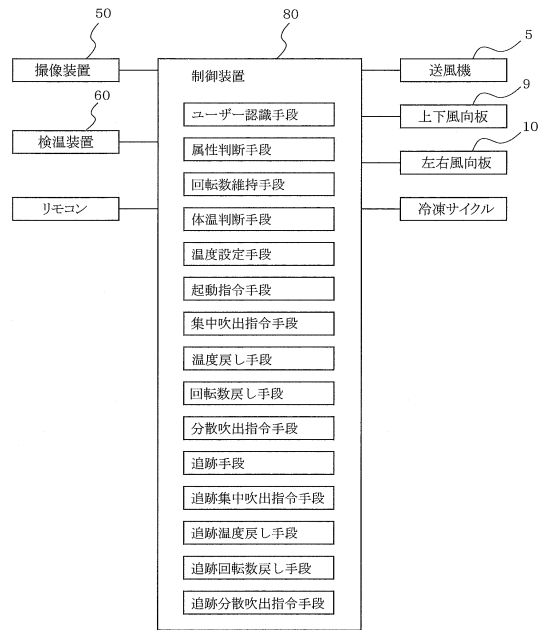 50
80
5
撮像装置
制御装置
送風機
9
60
ユーザー認識手段
上下風向板
検温装置
属性判断手段
10
左右風向板
回転数維持手段
リモコン
体温判断手段
冷凍サイクル
温度設定手段
起動指令手段
集中吹出指令手段
温度戻し手段
回転数戻し手段
分散吹出指令手段
追跡手段
追跡集中吹出指令手段
追跡温度戻し手段
追跡回転数戻し手段
追跡分散吹出指令手段